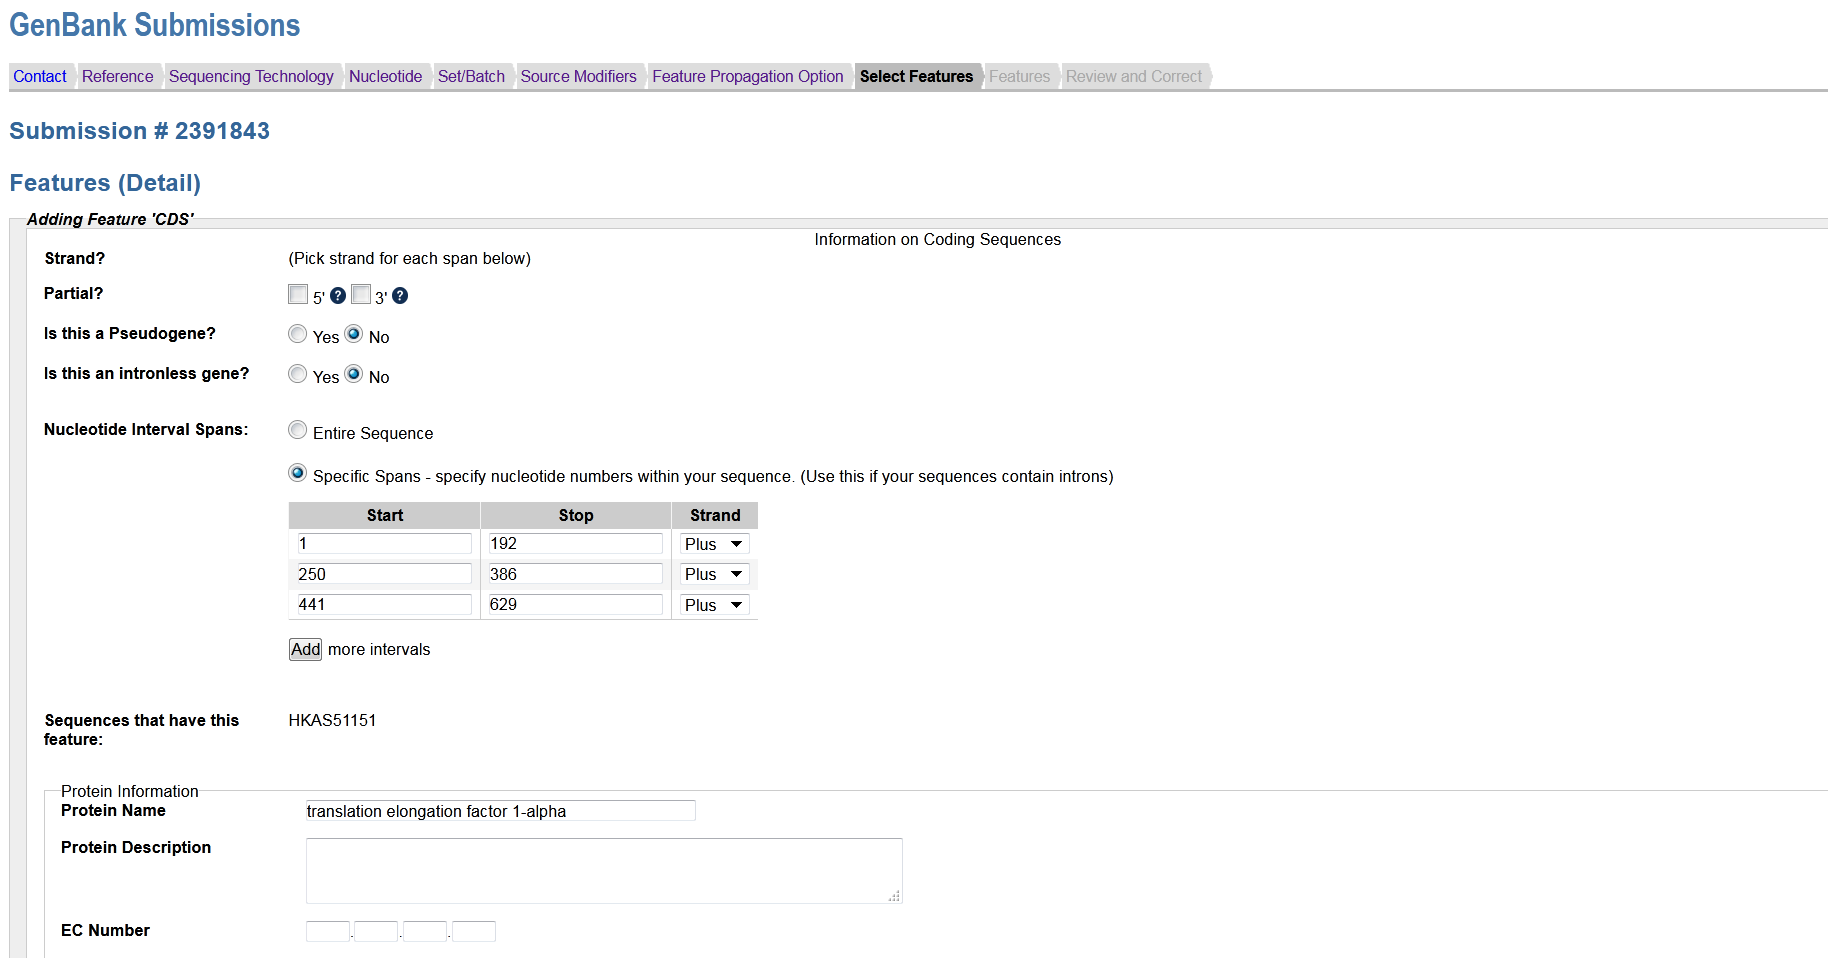 GenBank Submissions
Contact Reference Sequencing Technology Nucleotide Set/Batch Source Modifiers Feature Propagation Option Select Features Features Review and Correct
Submission # 2391843
Features (Detail)
Adding Feature 'CDS'
Information on Coding Sequences
Strand? (Pick strand for each span below)
Partial? 5' ? 3' ?
Is this a Pseudogene? Yes No
Is this an intronless gene? Yes No
Nucleotide Interval Spans: Entire Sequence
Specific Spans - specify nucleotide numbers within your sequence. (Use this if your sequences contain introns)
Start Stop Strand
1 192 Plus
250 386 Plus
441 629 Plus
Add more intervals
Sequences that have this HKAS51151
feature:
Protein Information
Protein Name translation elongation factor 1-alpha
Protein Description
EC Number . . .